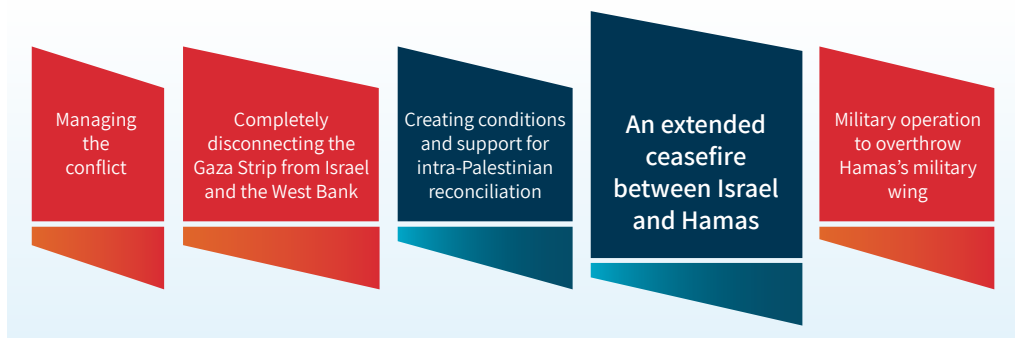 Managing
the
conflict
Completely
disconnecting the
Gaza Strip from Israel
and the West Bank
Creating conditions
and support for
intra-Palestinian
reconciliation
An extended
ceasefire
between Israel
and Hamas
Military operation
to overthrow
Hamas’s military
wing